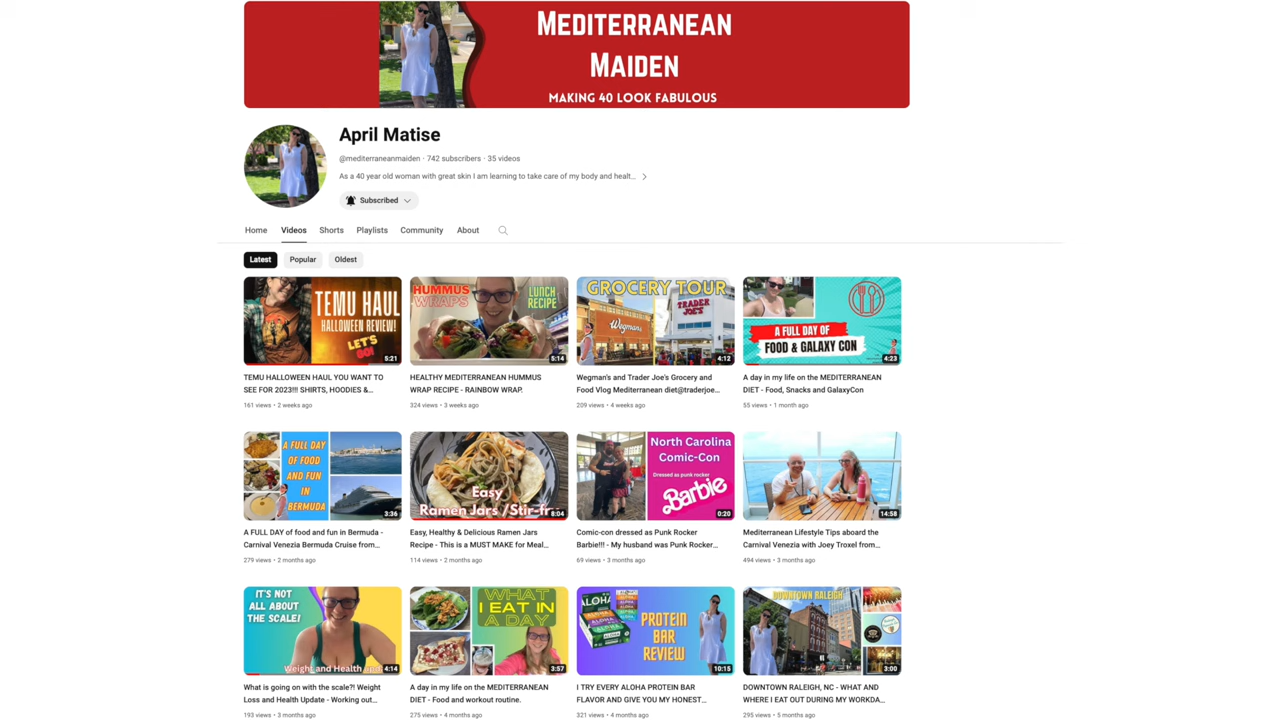 MEDITERRANEAN
MAIDEN
MAKING 40 LOOK FABULOUS
April Matise
@mediterraneanmaiden · 742 subscribers · 35 videos
As a 40 year old woman with great skin I am learning to take care of my body and healt...
Subscribed
Home Videos Shorts Playlists Community About
Latest Popular Oldest
TEMU HAUL
HALLOWEEN REVIEW!
LET'S
GO!
5:21
HUMMUS
WRAPS
LUNCH
RECIPE
5:14
GROCERY TOUR
Wegmans
TRADER
JOE'S
4:12
A FULL DAY OF
FOOD & GALAXY CON
4:23
TEMU HALLOWEEN HAUL YOU WANT TO
SEE FOR 2023!!! SHIRTS, HOODIES &...
161 views • 2 weeks ago
HEALTHY MEDITERRANEAN HUMMUS
WRAP RECIPE - RAINBOW WRAP.
324 views • 3 weeks ago
Wegman's and Trader Joe's Grocery and
Food Vlog Mediterranean diet@traderjoe...
209 views • 4 weeks ago
A day in my life on the MEDITERRANEAN
DIET - Food, Snacks and GalaxyCon
55 views • 1 month ago
A FULL DAY
OF FOOD
AND FUN
IN
BERMUDA
3:36
Easy
Ramen Jars /Stir-fr
8:04
North Carolina
Comic-Con
Dressed as punk rocker
Barbie
0:20
14:58
A FULL DAY of food and fun in Bermuda -
Carnival Venezia Bermuda Cruise from...
279 views • 2 months ago
Easy, Healthy & Delicious Ramen Jars
Recipe - This is a MUST MAKE for Meal...
114 views • 2 months ago
Comic-con dressed as Punk Rocker
Barbie!!! - My husband was Punk Rocker...
69 views • 3 months ago
Mediterranean Lifestyle Tips aboard the
Carnival Venezia with Joey Troxel from...
494 views • 3 months ago
IT'S NOT
ALL ABOUT
THE SCALE!
Weight and Health
4:14
WHAT
I EAT IN
A DAY
3:57
ALOHA
ALOHA
PROTEIN
BAR
REVIEW
10:15
DOWNTOWN RALEIGH
3:00
What is going on with the scale?! Weight
Loss and Health Update - Working out...
193 views • 3 months ago
A day in my life on the MEDITERRANEAN
DIET - Food and workout routine.
275 views • 4 months ago
I TRY EVERY ALOHA PROTEIN BAR
FLAVOR AND GIVE YOU MY HONEST...
321 views • 4 months ago
DOWNTOWN RALEIGH, NC - WHAT AND
WHERE I EAT OUT DURING MY WORKDA...
295 views • 5 months ago